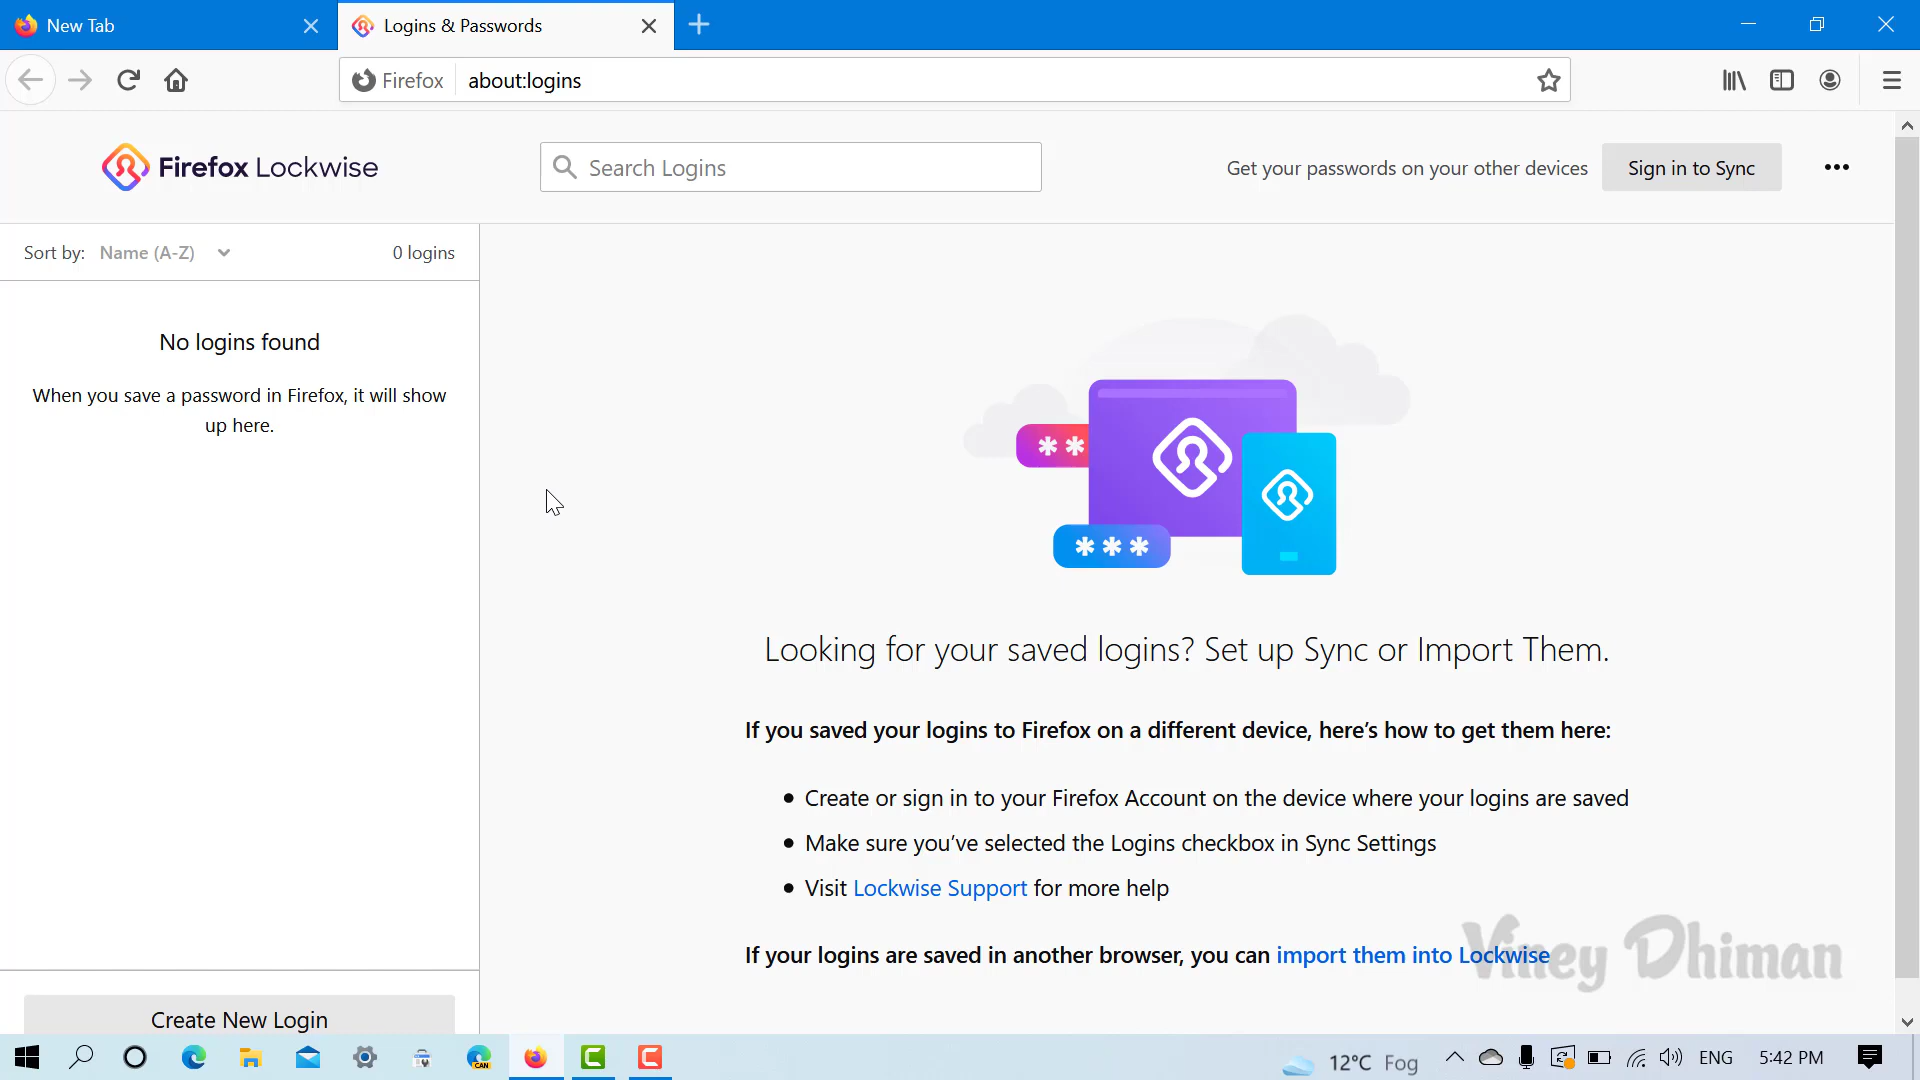 New Tab
Logins & Passwords
Firefox
about:logins
Firefox Lockwise
Search Logins
Get your passwords on your other devices
Sign in to Sync
Sort by: Name (A-Z)
0 logins
No logins found
When you save a password in Firefox, it will show
up here.
** 
***
Looking for your saved logins? Set up Sync or Import Them.
If you saved your logins to Firefox on a different device, here’s how to get them here:
• Create or sign in to your Firefox Account on the device where your logins are saved
• Make sure you’ve selected the Logins checkbox in Sync Settings
• Visit Lockwise Support for more help
If your logins are saved in another browser, you can import them into Lockwise
Viney Dhiman
Create New Login
CAN
12°C Fog
ENG
5:42 PM